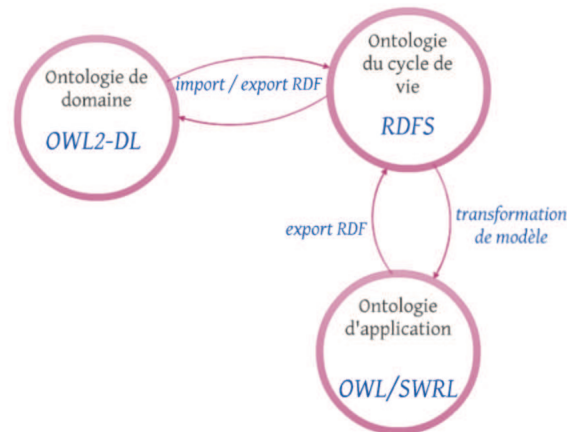 Ontologie de
domaine
OWL2-DL
import / export RDF
Ontologie
du cycle de
vie
RDFS
export RDF
transformation
de modèle
Ontologie
d'application
OWL/SWRL